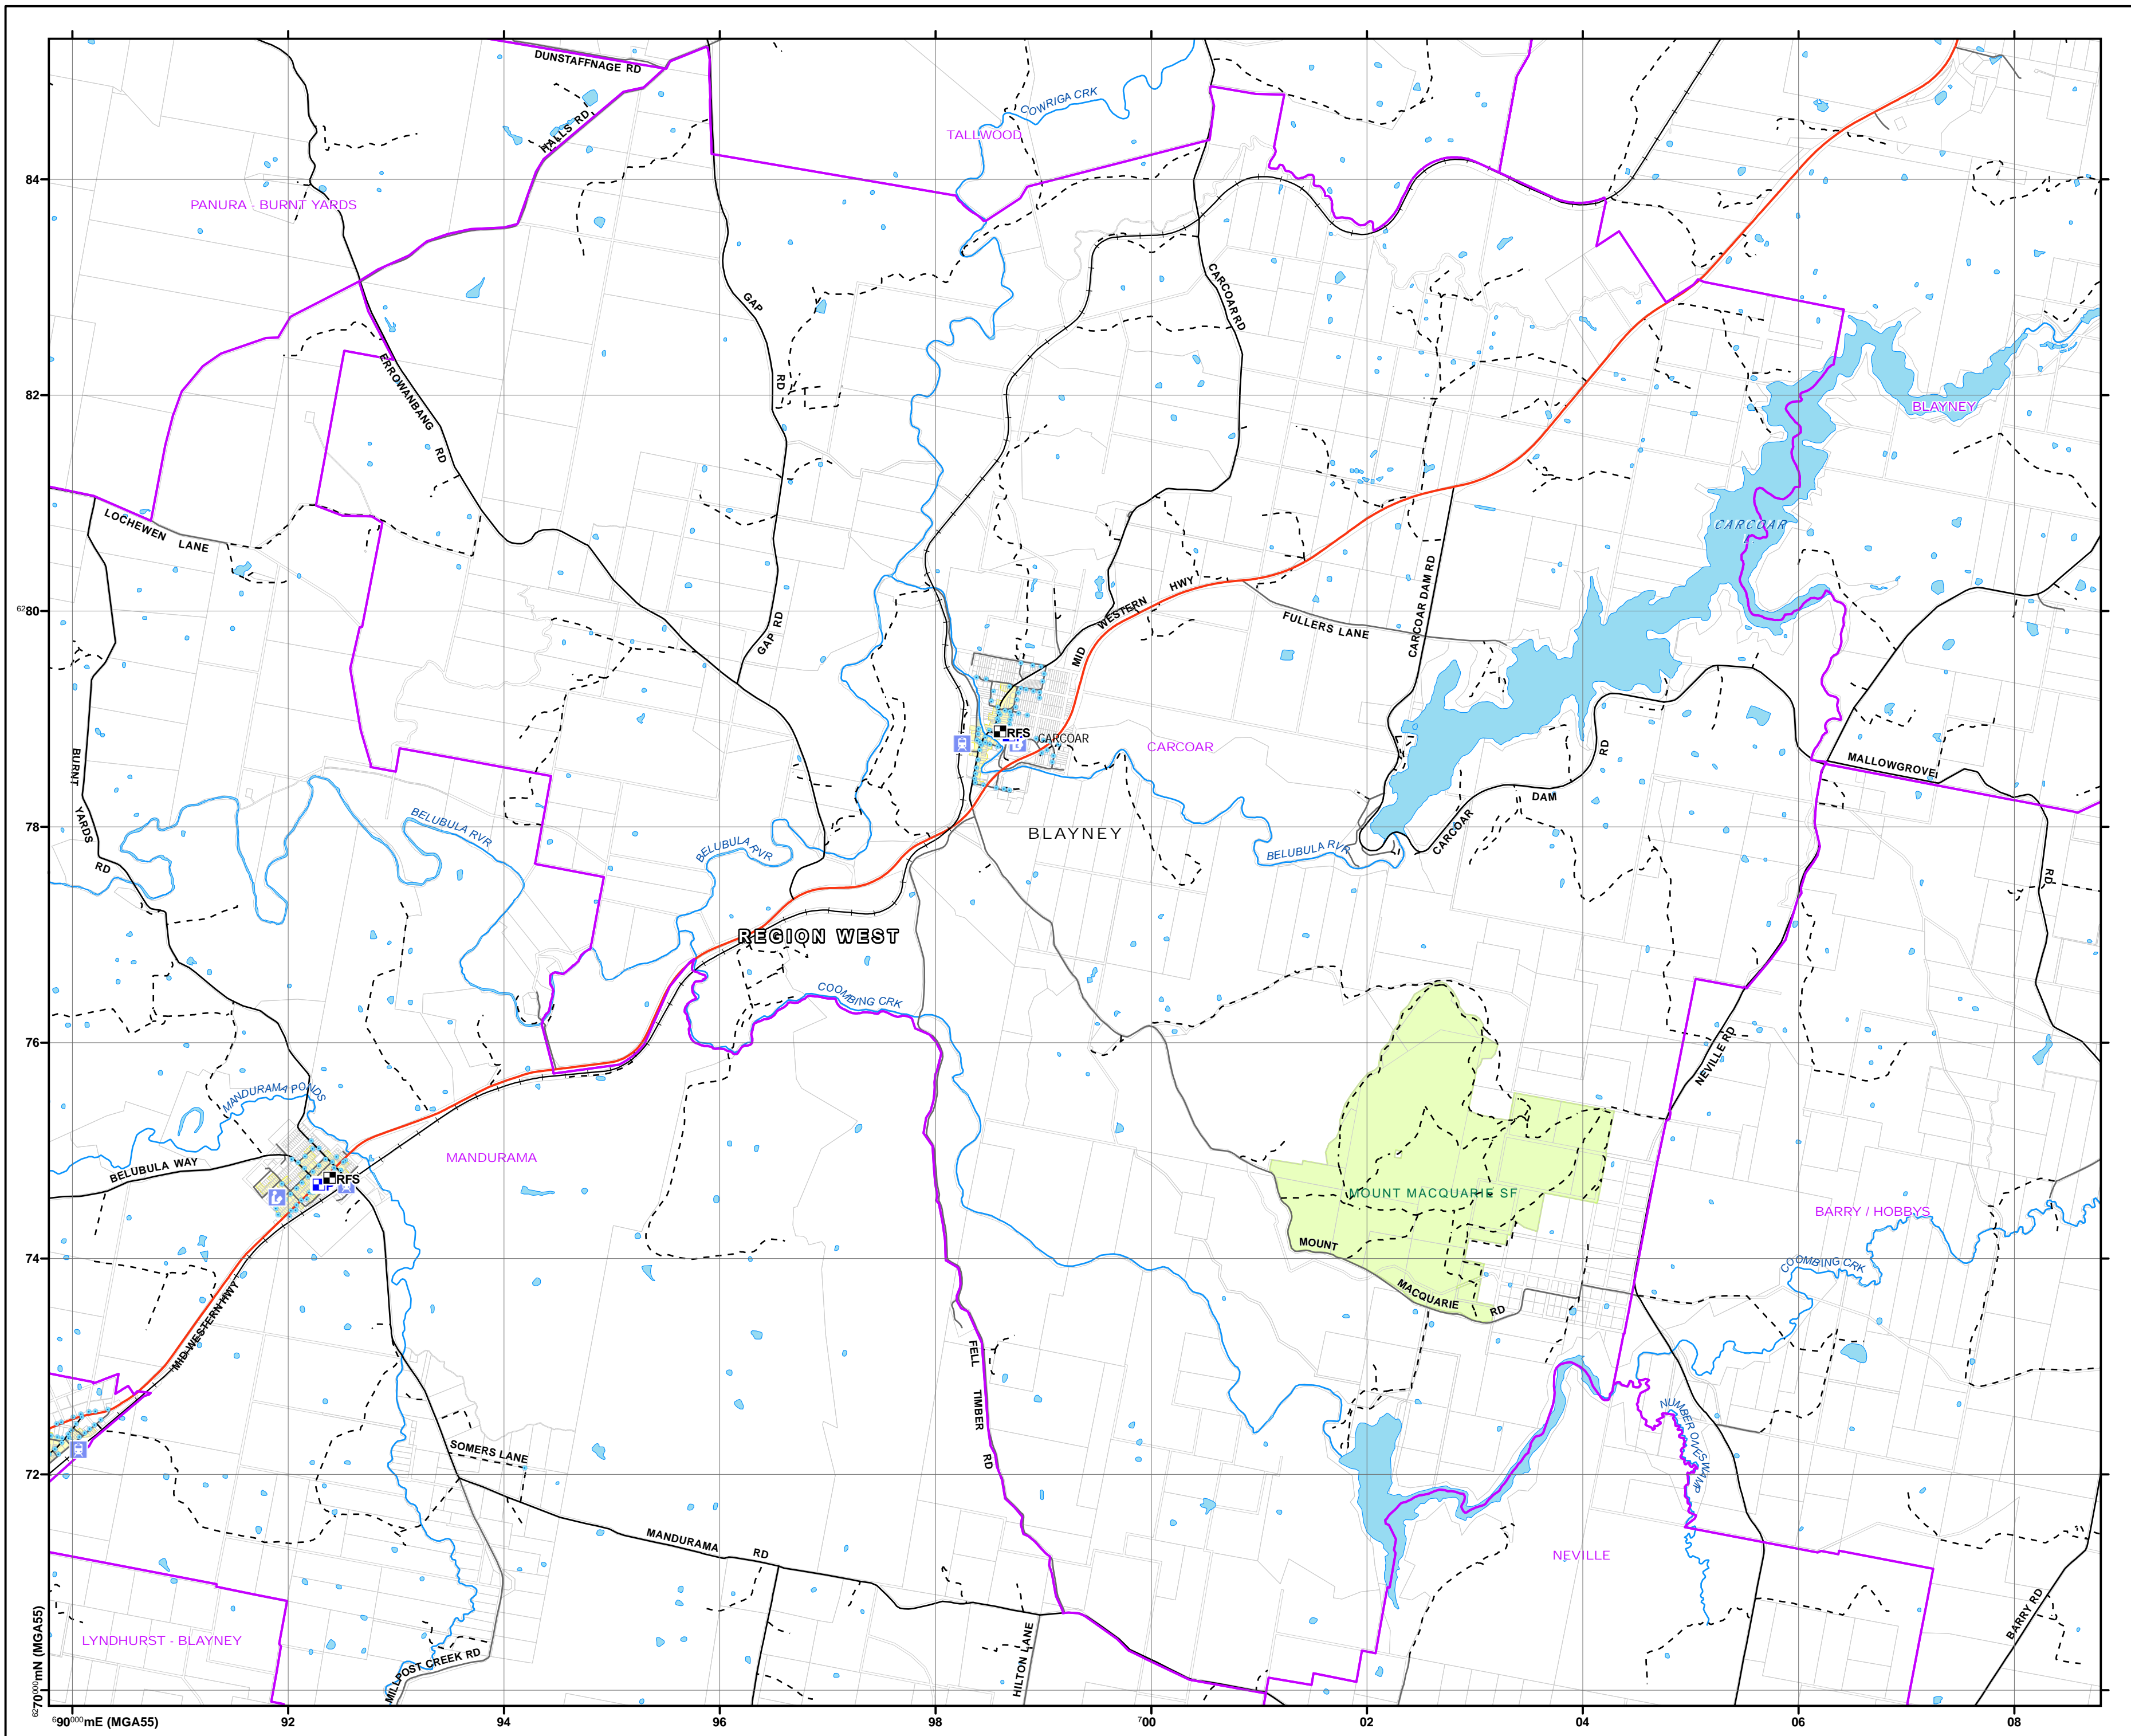 DUNSTAFFNAGE RD
HALLS RD
COWRIGA CRK
TALLWOOD
84
PANURA - BURNT YARDS
GAP
RD
CARCOAR RD
ERROWANBANG
RD
82
BLAYNEY
LOCHEWEN LANE
CARCOAR
6280
MID WESTERN HWY
FULLERS LANE
CARCOAR DAM RD
GAP RD
RFS
CARCOAR
CARCOAR
MALLOWGROVE
RD
BURNT
YARDS
RD
BELUBULA RVR
BELUBULA RVR
BLAYNEY
BELUBULA RVR
CARCOAR
DAM
RD
78
REGION WEST
COOMBING CRK
76
NEVILLE RD
MANDURAMA PONDS
MANDURAMA
BELUBULA WAY
RFS
MOUNT MACQUARIE SF
BARRY / HOBBYS
74
MOUNT
MACQUARIE
RD
COOMBING CRK
MID WESTERN HWY
FELL
TIMBER
RD
NUMBER ONE SWAMP
SOMERS LANE
72
MANDURAMA
RD
NEVILLE
LYNDHURST - BLAYNEY
MILLPOST CREEK RD
HILTON LANE
BARRY RD
6270000mN (MGA55)
690000mE (MGA55)
92
94
96
98
700
02
04
06
08